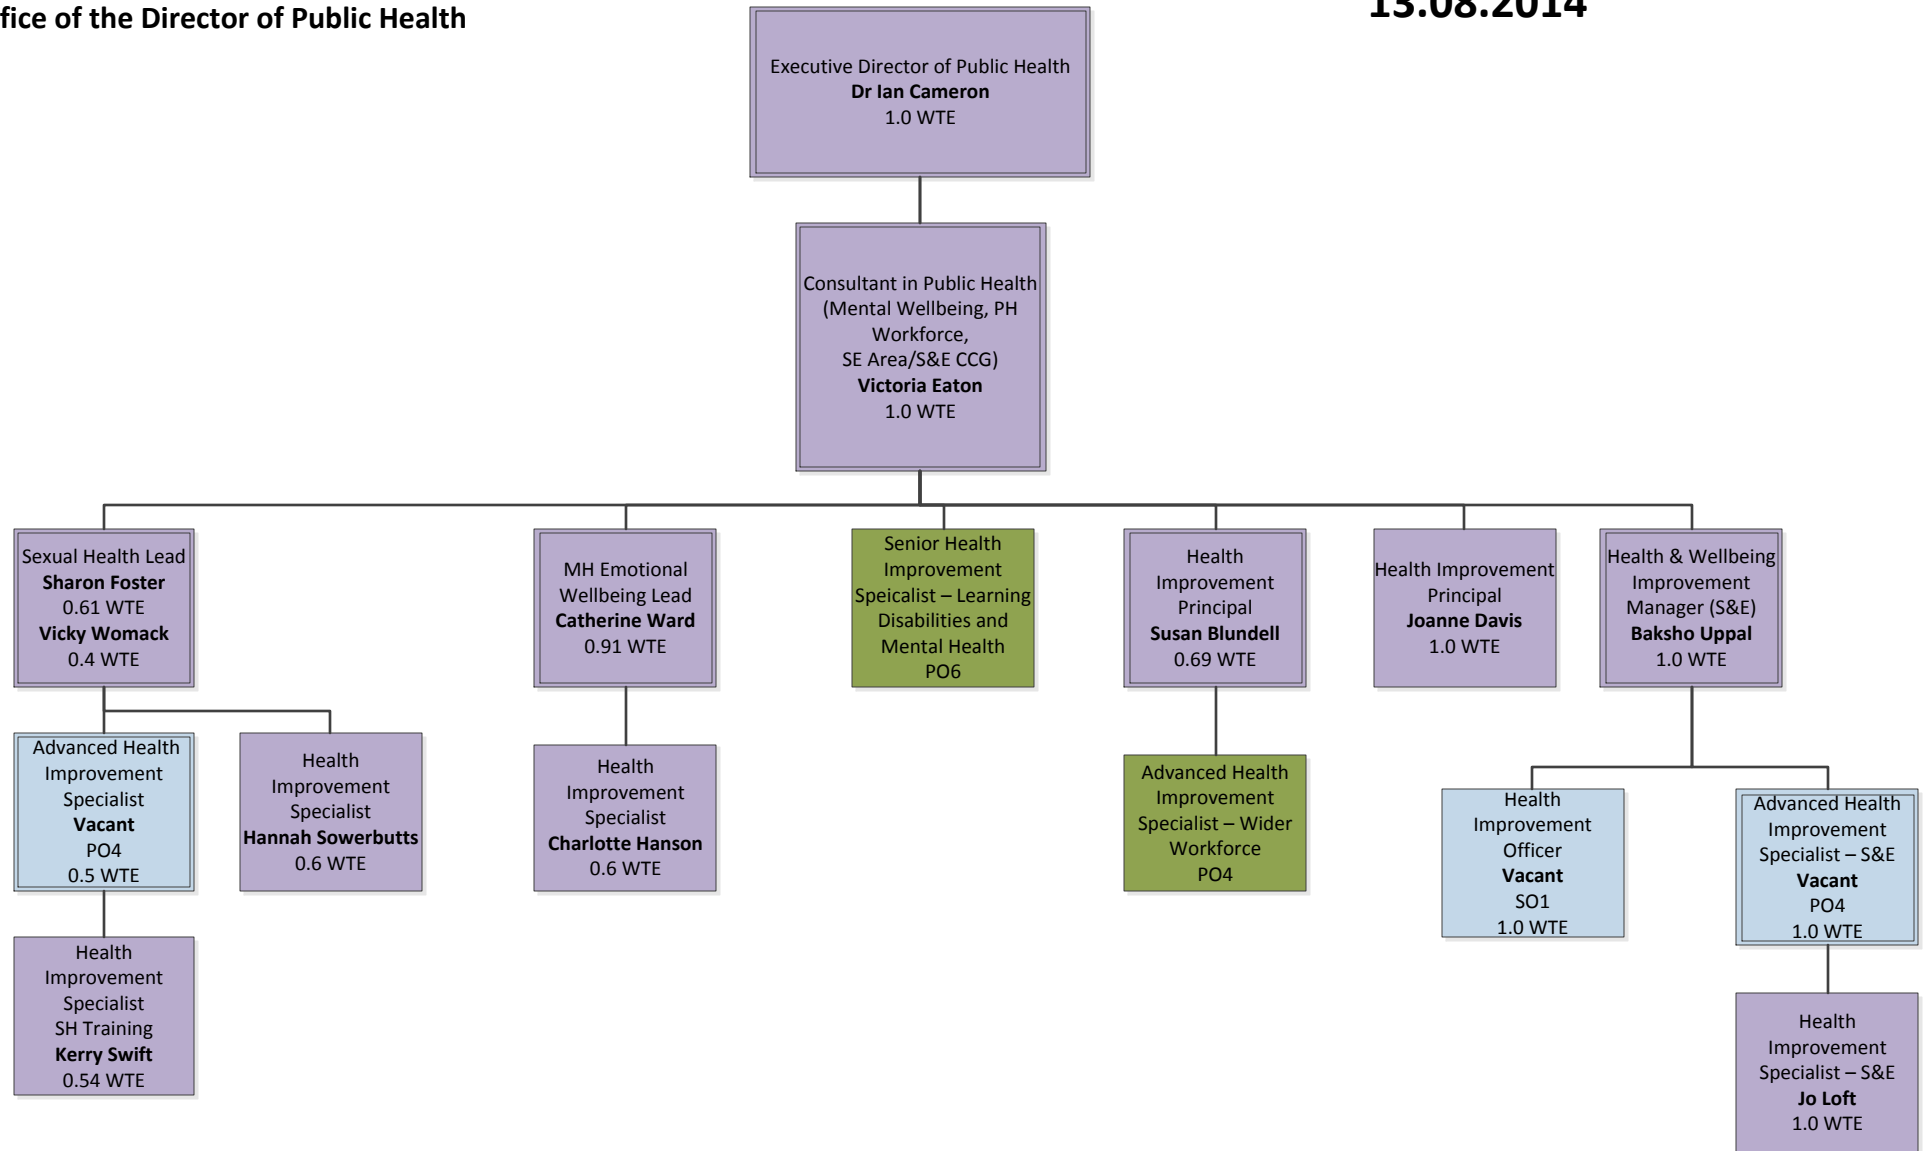 fice of the Director of Public Health
13.08.2014
Executive Director of Public Health
Dr Ian Cameron
1.0 WTE
Consultant in Public Health
(Mental Wellbeing, PH
Workforce,
SE Area/S&E CCG)
Victoria Eaton
1.0 WTE
Sexual Health Lead
Sharon Foster
0.61 WTE
Vicky Womack
0.4 WTE
MH Emotional
Wellbeing Lead
Catherine Ward
0.91 WTE
Senior Health
Improvement
Speicalist – Learning
Disabilities and
Mental Health
PO6
Health
Improvement
Principal
Susan Blundell
0.69 WTE
Health Improvement
Principal
Joanne Davis
1.0 WTE
Health & Wellbeing
Improvement
Manager (S&E)
Baksho Uppal
1.0 WTE
Advanced Health
Improvement
Specialist
Vacant
PO4
0.5 WTE
Health
Improvement
Specialist
Hannah Sowerbutts
0.6 WTE
Health
Improvement
Specialist
Charlotte Hanson
0.6 WTE
Advanced Health
Improvement
Specialist – Wider
Workforce
PO4
Health
Improvement
Officer
Vacant
SO1
1.0 WTE
Advanced Health
Improvement
Specialist – S&E
Vacant
PO4
1.0 WTE
Health
Improvement
Specialist
SH Training
Kerry Swift
0.54 WTE
Health
Improvement
Specialist – S&E
Jo Loft
1.0 WTE